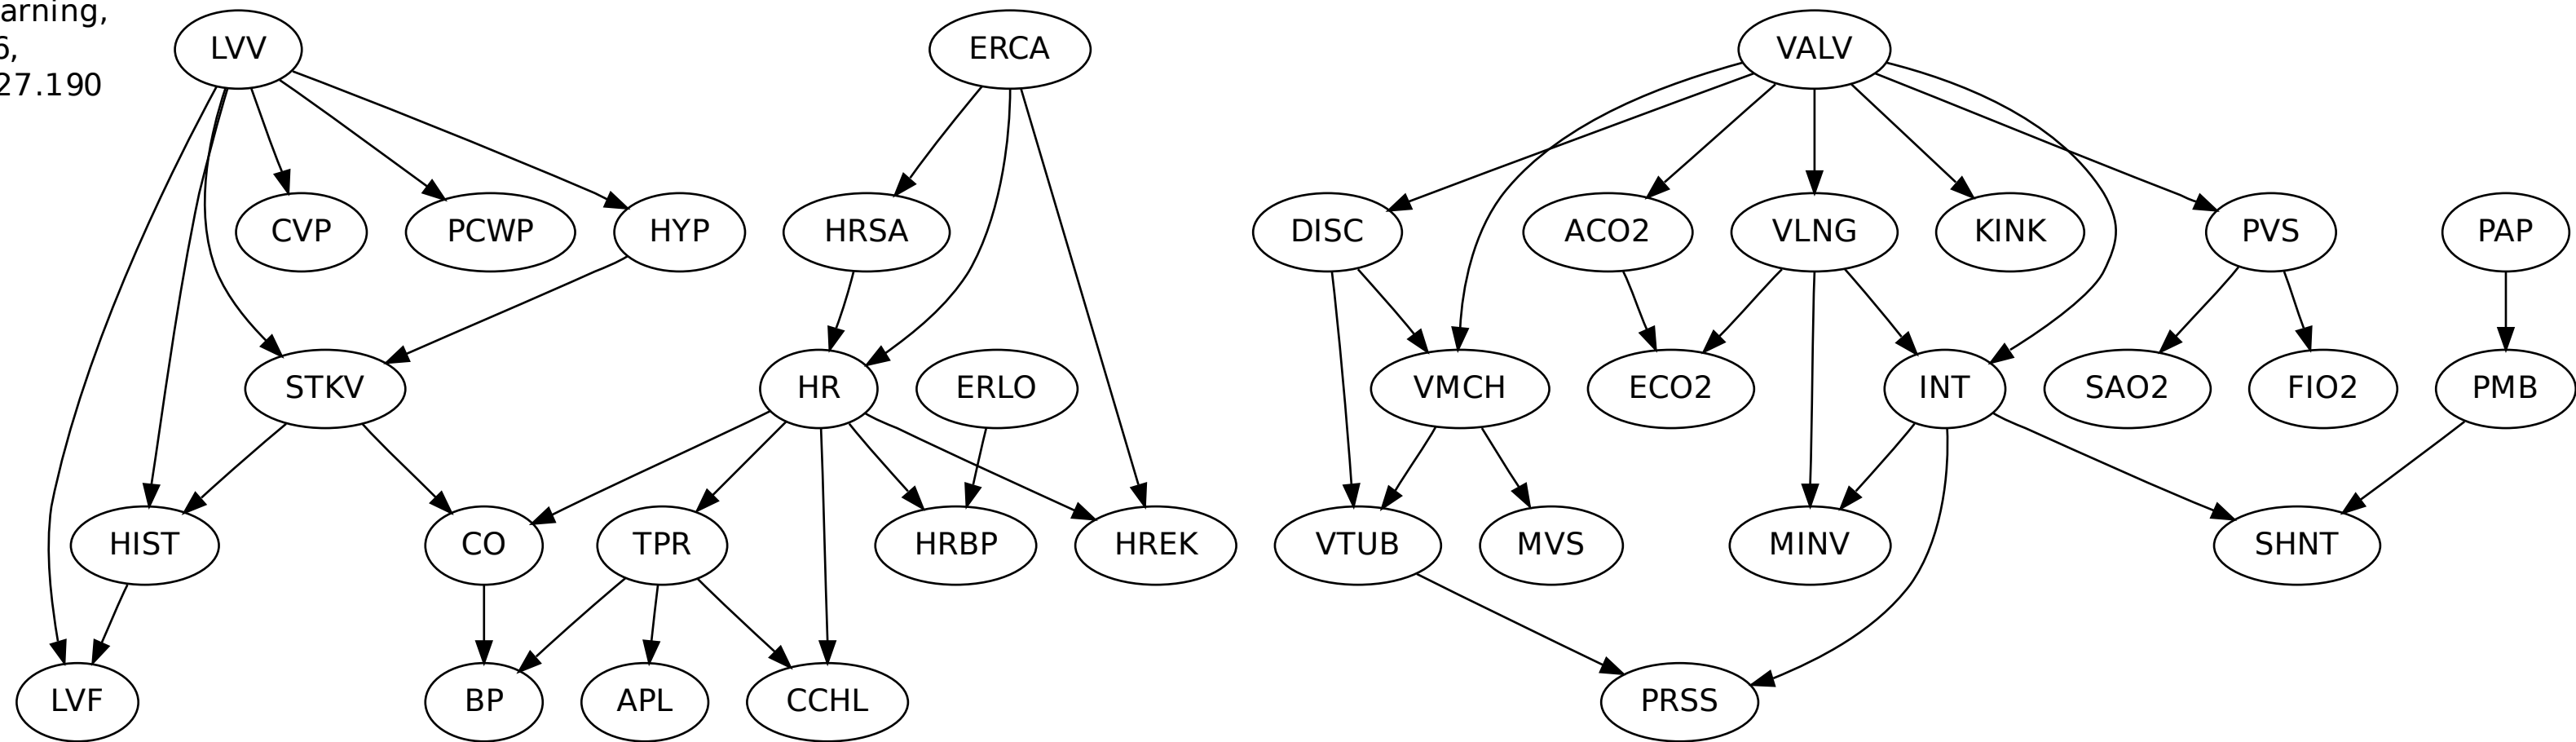 LVV ERCA VALV
27.190
CVP PCWP HYP HRSA DISC ACO2 VLNG KINK PVS PAP
STKV HR ERLO VMCH ECO2 INT SAO2 FIO2 PMB
HIST CO TPR HRBP HREK VTUB MVS MINV SHNT
LVF BP APL CCHL PRSS